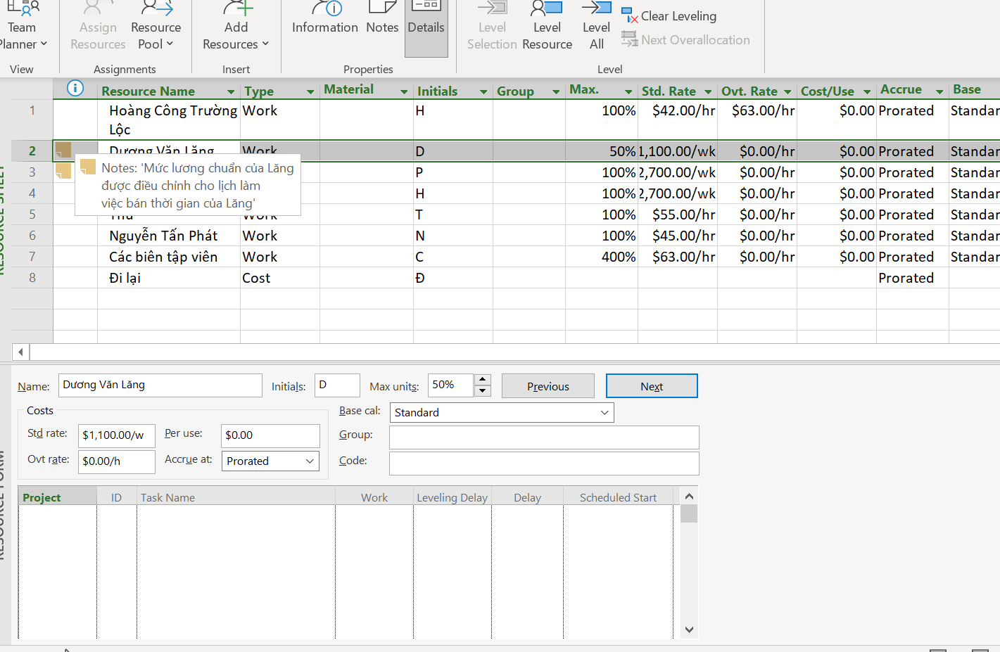 Team
Planner
Assign
Resources
Resource
Pool
Add
Resources
Information
Notes
Details
Level
Selection
Level
Resource
Level
All
Clear Leveling
Next Overallocation
View
Assignments
Insert
Properties
Level
Resource Name Type Material Initials Group Max. Std. Rate Ovt. Rate Cost/Use Accrue Base
1 Hoàng Công Trường Lộc Work H 100% $42.00/hr $63.00/hr $0.00 Prorated Standar
2 Dương Văn Lăng Work D 50% 1,100.00/wk $0.00/hr $0.00 Prorated Standar
3 P 100% 2,700.00/wk $0.00/hr $0.00 Prorated Standar
4 H 100% 2,700.00/wk $0.00/hr $0.00 Prorated Standar
5 Thu Work T 100% $55.00/hr $0.00/hr $0.00 Prorated Standar
6 Nguyễn Tấn Phát Work N 100% $45.00/hr $0.00/hr $0.00 Prorated Standar
7 Các biên tập viên Work C 400% $63.00/hr $0.00/hr $0.00 Prorated Standar
8 Đi lại Cost Đ Prorated
Notes: 'Mức lương chuẩn của Lăng
được điều chỉnh cho lịch làm
việc bán thời gian của Lăng'
RESOURCE SHEET
Name: Dương Văn Lăng Initials: D Max units: 50% Previous Next
Costs
Base cal: Standard
Std rate: $1,100.00/w Per use: $0.00
Group:
Ovt rate: $0.00/h Accrue at: Prorated
Code:
Project ID Task Name Work Leveling Delay Delay Scheduled Start
RESOURCE FORM